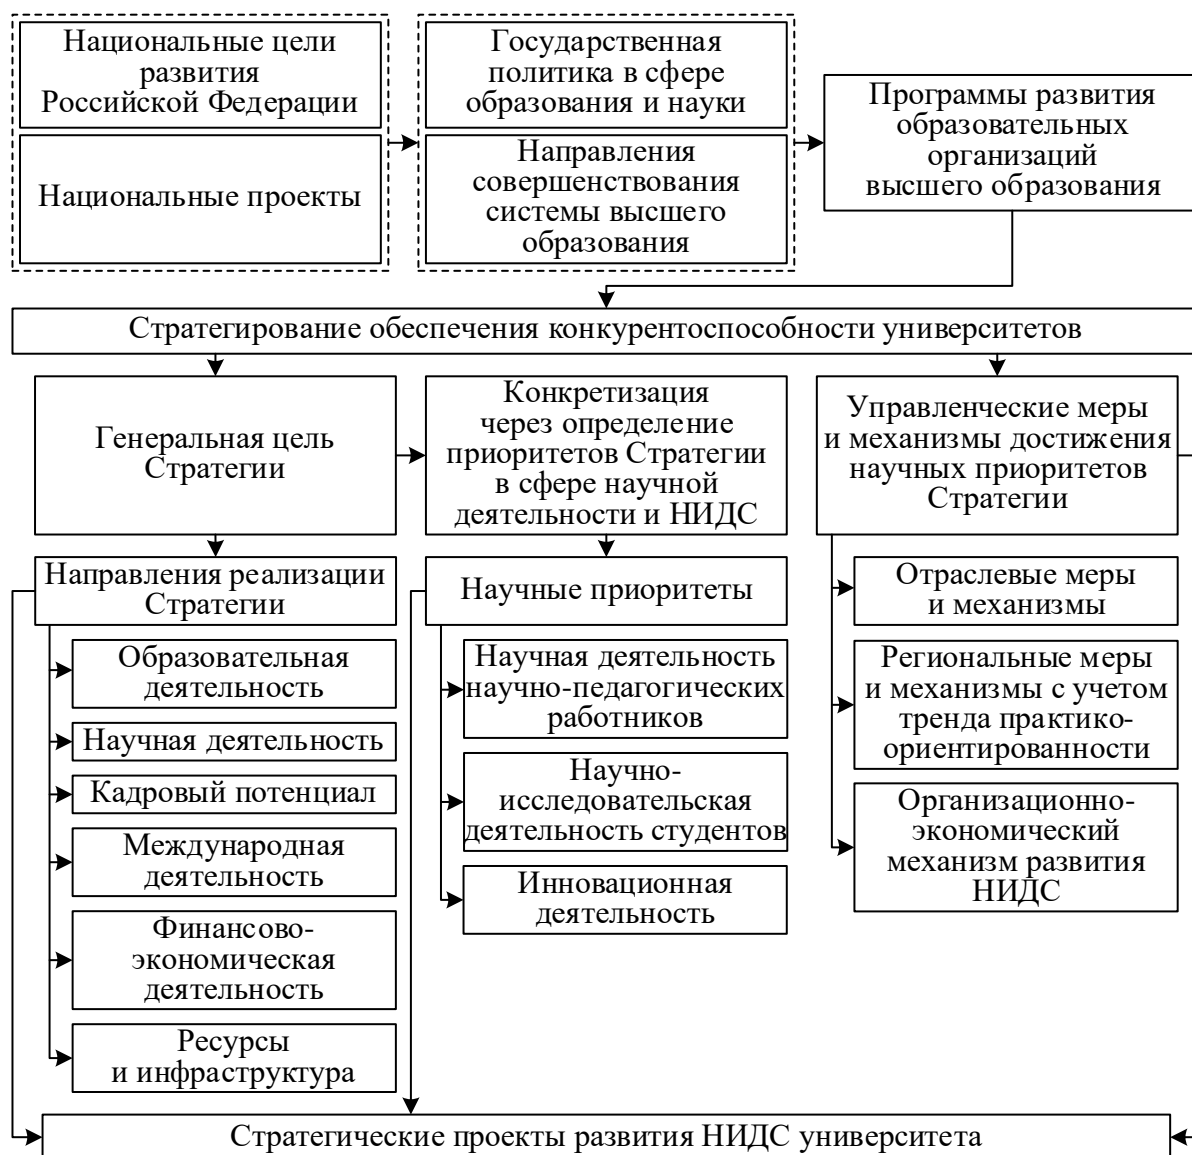 Национальные цели
развития
Российской Федерации
Национальные проекты
Государственная
политика в сфере
образования и науки
Направления
совершенствования
системы высшего
образования
Программы развития
образовательных
организаций
высшего образования
Стратегирование обеспечения конкурентоспособности университетов
Генеральная цель
Стратегии
Конкретизация
через определение
приоритетов Стратегии
в сфере научной
деятельности и НИДС
Управленческие меры
и механизмы достижения
научных приоритетов
Стратегии
Направления реализации
Стратегии
Образовательная
деятельность
Научная деятельность
Кадровый потенциал
Международная
деятельность
Финансово-
экономическая
деятельность
Ресурсы
и инфраструктура
Научные приоритеты
Научная деятельность
научно-педагогических
работников
Научно-
исследовательская
деятельность студентов
Инновационная
деятельность
Отраслевые меры
и механизмы
Региональные меры
и механизмы с учетом
тренда практико-
ориентированности
Организационно-
экономический
механизм развития
НИДС
Стратегические проекты развития НИДС университета